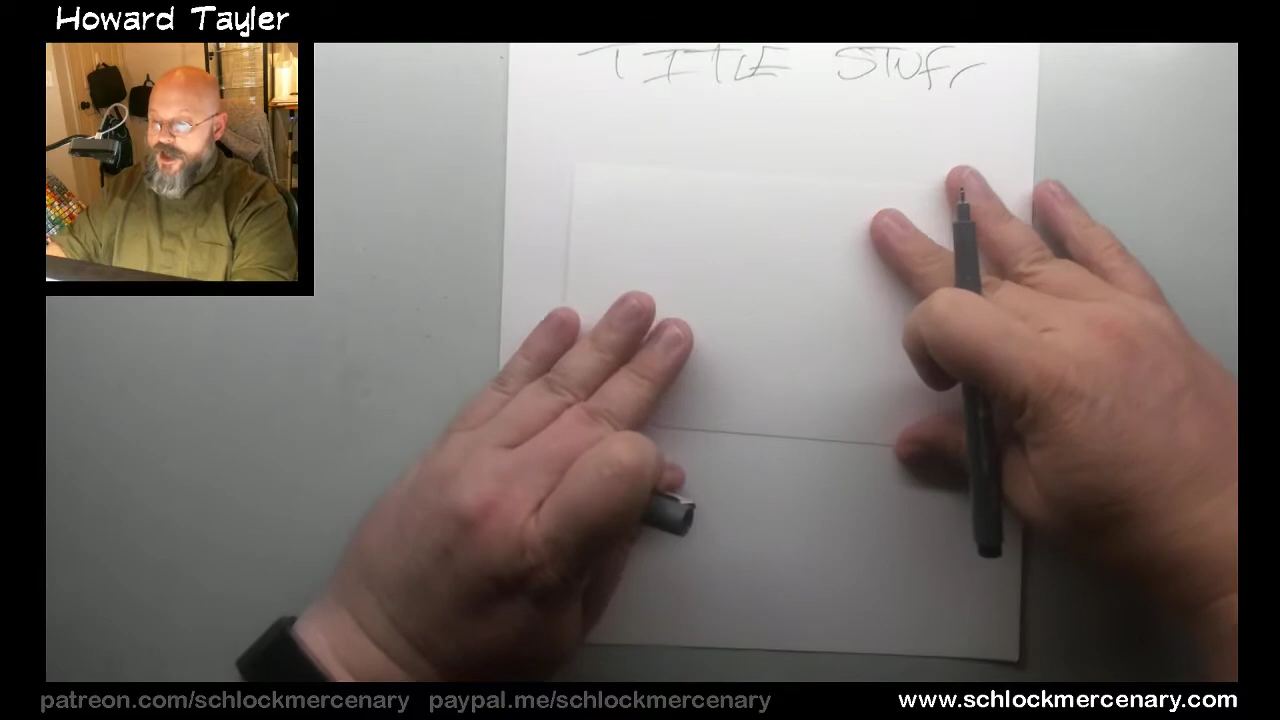 Howard Tayler
TITLE STUFF
patreon.com/schlockmercenary paypal.me/schlockmercenary www.schlockmercenary.com